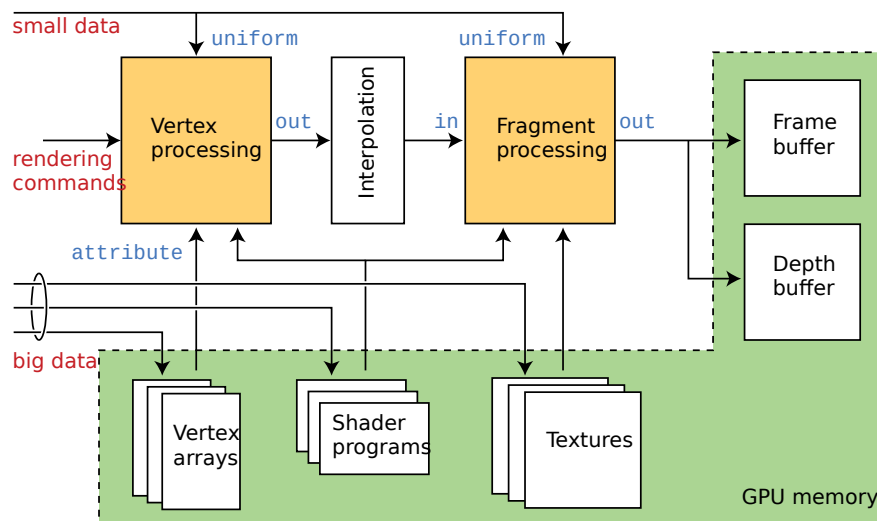 small data
uniform
uniform
Vertex
processing
out
Interpolation
in
Fragment
processing
out
Frame
buffer
rendering
commands
attribute
Depth
buffer
big data
Vertex
arrays
Shader
programs
Textures
GPU memory